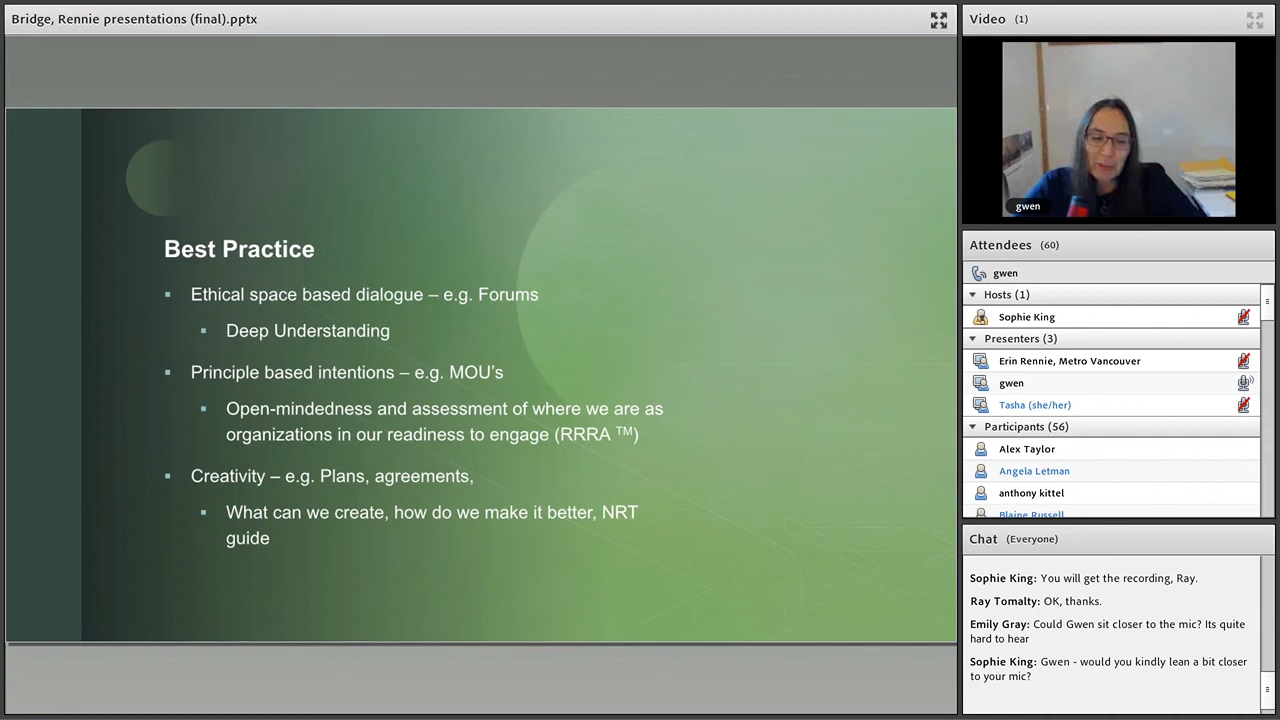 Bridge, Rennie presentations (final).pptx
Best Practice
Ethical space based dialogue – e.g. Forums
Deep Understanding
Principle based intentions – e.g. MOU's
Open-mindedness and assessment of where we are as
organizations in our readiness to engage (RRRA ™)
Creativity – e.g. Plans, agreements,
What can we create, how do we make it better, NRT
guide
Video (1)
gwen
Attendees (60)
gwen
Hosts (1)
Sophie King
Presenters (3)
Erin Rennie, Metro Vancouver
gwen
Tasha (she/her)
Participants (56)
Alex Taylor
Angela Letman
anthony kittel
Blaine Russell
Chat (Everyone)
Sophie King: You will get the recording, Ray.
Ray Tomalty: OK, thanks.
Emily Gray: Could Gwen sit closer to the mic? Its quite
hard to hear
Sophie King: Gwen - would you kindly lean a bit closer
to your mic?